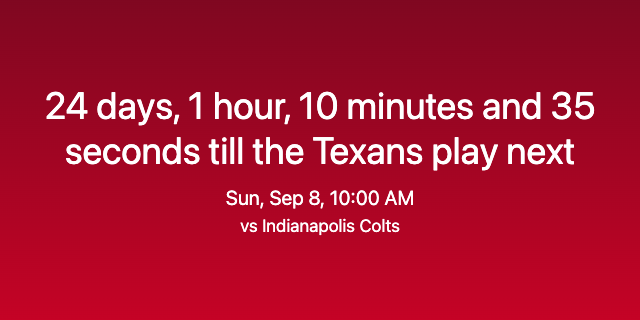 24 days, 1 hour, 10 minutes and 35
seconds till the Texans play next
Sun, Sep 8, 10:00 AM
vs Indianapolis Colts